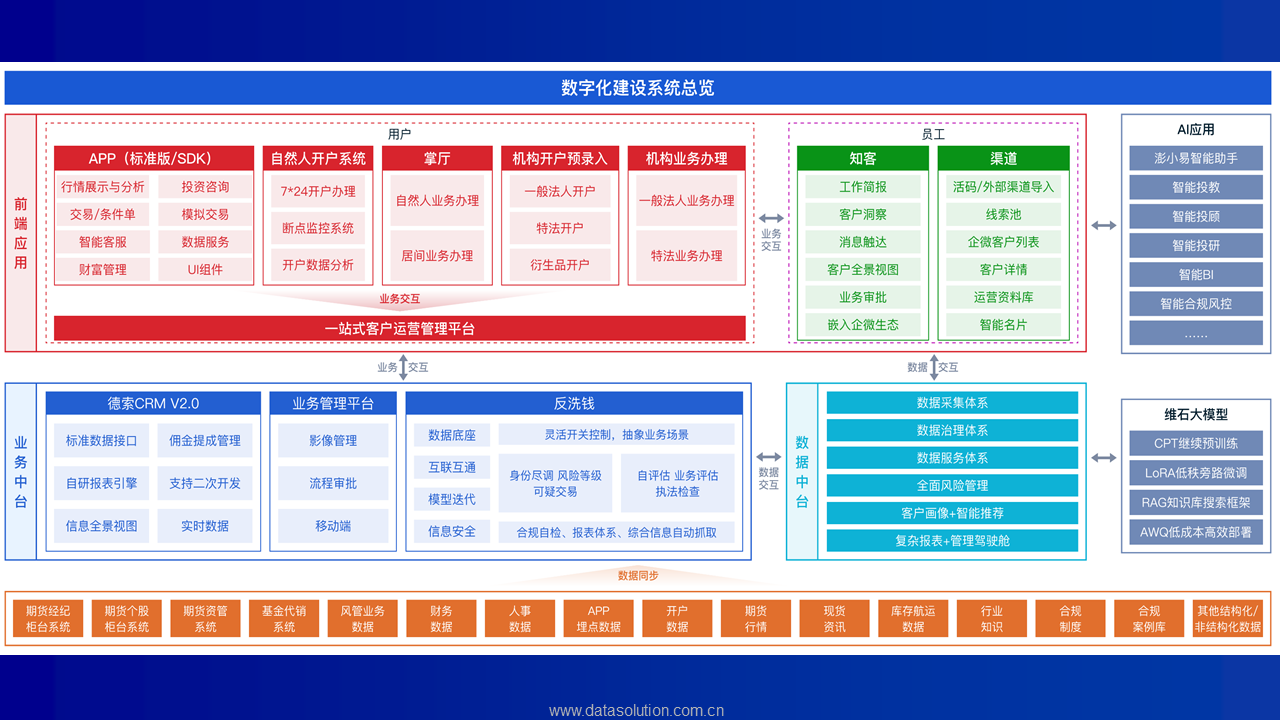 数字化建设系统总览
前端应用
用户
APP（标准版/SDK）
行情展示与分析
投资咨询
交易/条件单
模拟交易
智能客服
数据服务
财富管理
UI组件
自然人开户系统
7*24开户办理
断点监控系统
开户数据分析
掌厅
自然人业务办理
居间业务办理
机构开户预录入
一般法人开户
特法开户
衍生品开户
机构业务办理
一般法人业务办理
特法业务办理
业务交互
一站式客户运营管理平台
业务
交互
员工
知客
工作简报
客户洞察
消息触达
客户全景视图
业务审批
嵌入企微生态
渠道
活码/外部渠道导入
线索池
企微客户列表
客户详情
运营资料库
智能名片
AI应用
澎小易智能助手
智能投教
智能投顾
智能投研
智能BI
智能合规风控
......
业务 交互
数据 交互
业务中台
德索CRM V2.0
标准数据接口
佣金提成管理
自研报表引擎
支持二次开发
信息全景视图
实时数据
业务管理平台
影像管理
流程审批
移动端
反洗钱
数据底座
灵活开关控制，抽象业务场景
互联互通
模型迭代
身份尽调 风险等级
可疑交易
自评估 业务评估
执法检查
信息安全
合规自检、报表体系、综合信息自动抓取
数据
交互
数据中台
数据采集体系
数据治理体系
数据服务体系
全面风险管理
客户画像+智能推荐
复杂报表+管理驾驶舱
维石大模型
CPT继续预训练
LoRA低秩旁路微调
RAG知识库搜索框架
AWQ低成本高效部署
数据同步
期货经纪
柜台系统
期货个股
柜台系统
期货资管
系统
基金代销
系统
风管业务
数据
财务
数据
人事
数据
APP
埋点数据
开户
数据
期货
行情
现货
资讯
库存航运
数据
行业
知识
合规
制度
合规
案例库
其他结构化/
非结构化数据
www.datasolution.com.cn